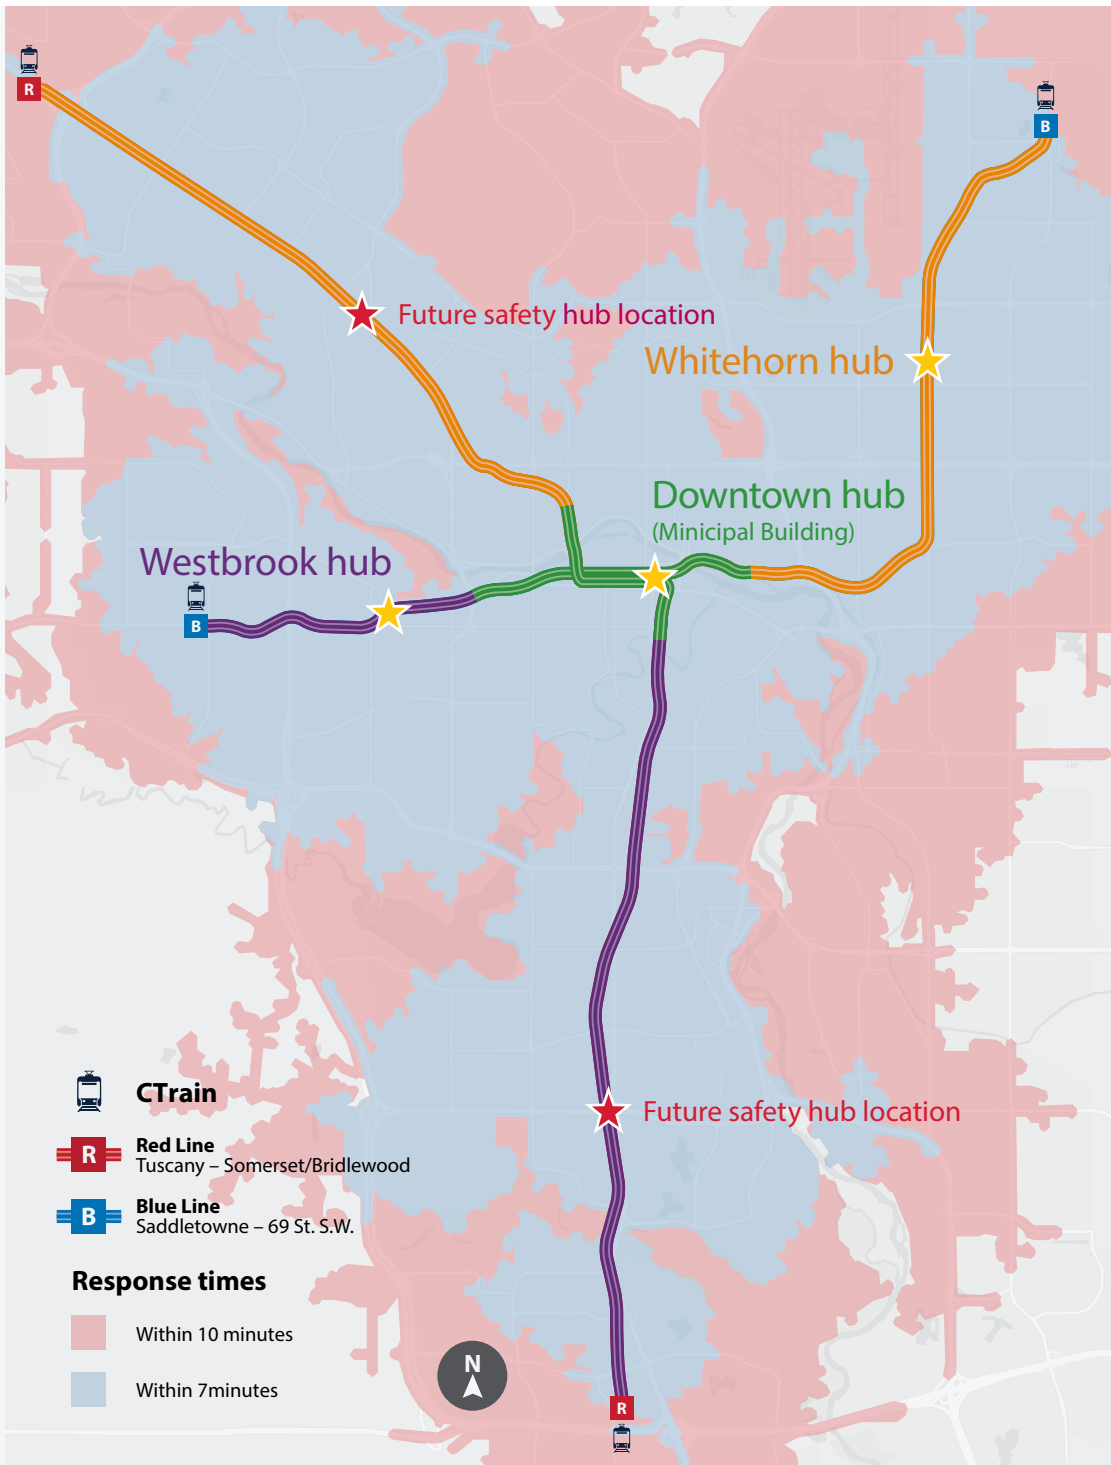 R
B
Future safety hub location
Whitehorn hub
Downtown hub
(Minicipal Building)
Westbrook hub
B
Future safety hub location
CTrain
R
Red Line
Tuscany – Somerset/Bridlewood
B
Blue Line
Saddletowne – 69 St. S.W.
Response times
Within 10 minutes
Within 7minutes
N
R